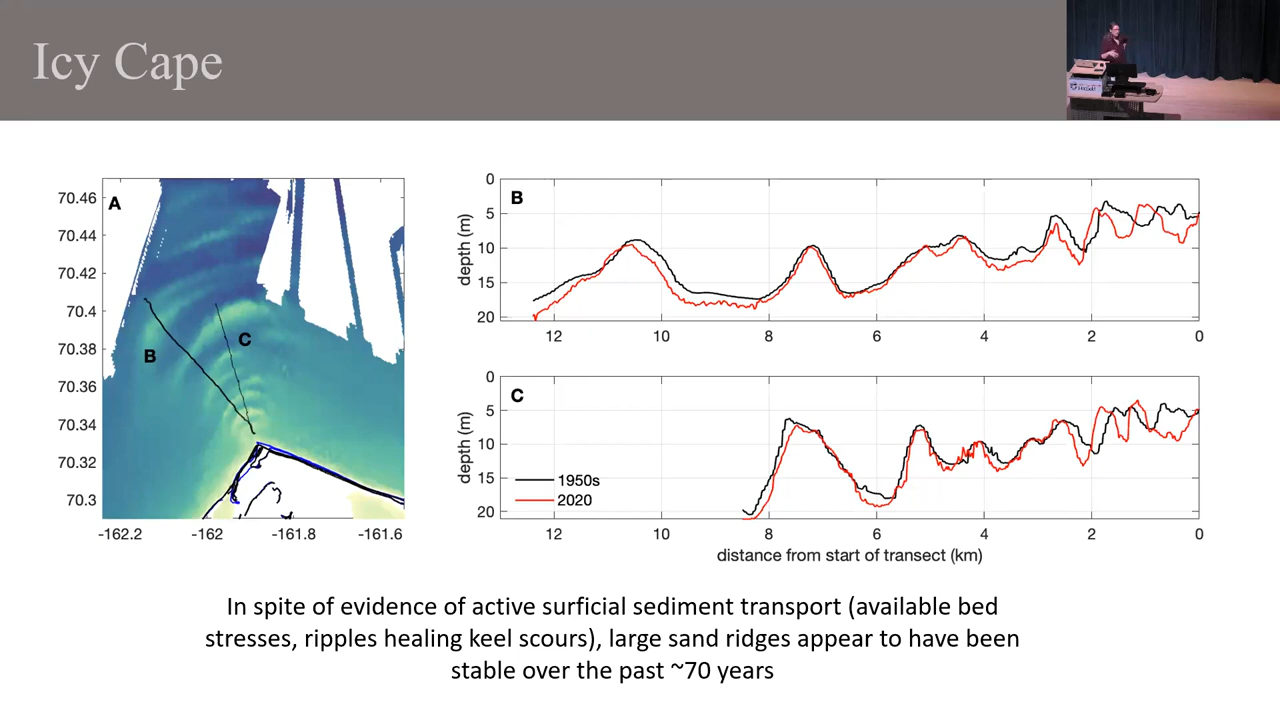 Icy Cape
A
70.46
70.44
70.42
70.4
70.38
70.36
70.34
70.32
70.3
B
C
-162.2
-162
-161.8
-161.6
B
depth (m)
0
5
10
15
20
12
10
8
6
4
2
0
C
depth (m)
0
5
10
15
20
1950s
2020
12
10
8
6
4
2
0
distance from start of transect (km)
In spite of evidence of active surficial sediment transport (available bed
stresses, ripples healing keel scours), large sand ridges appear to have been
stable over the past ~70 years